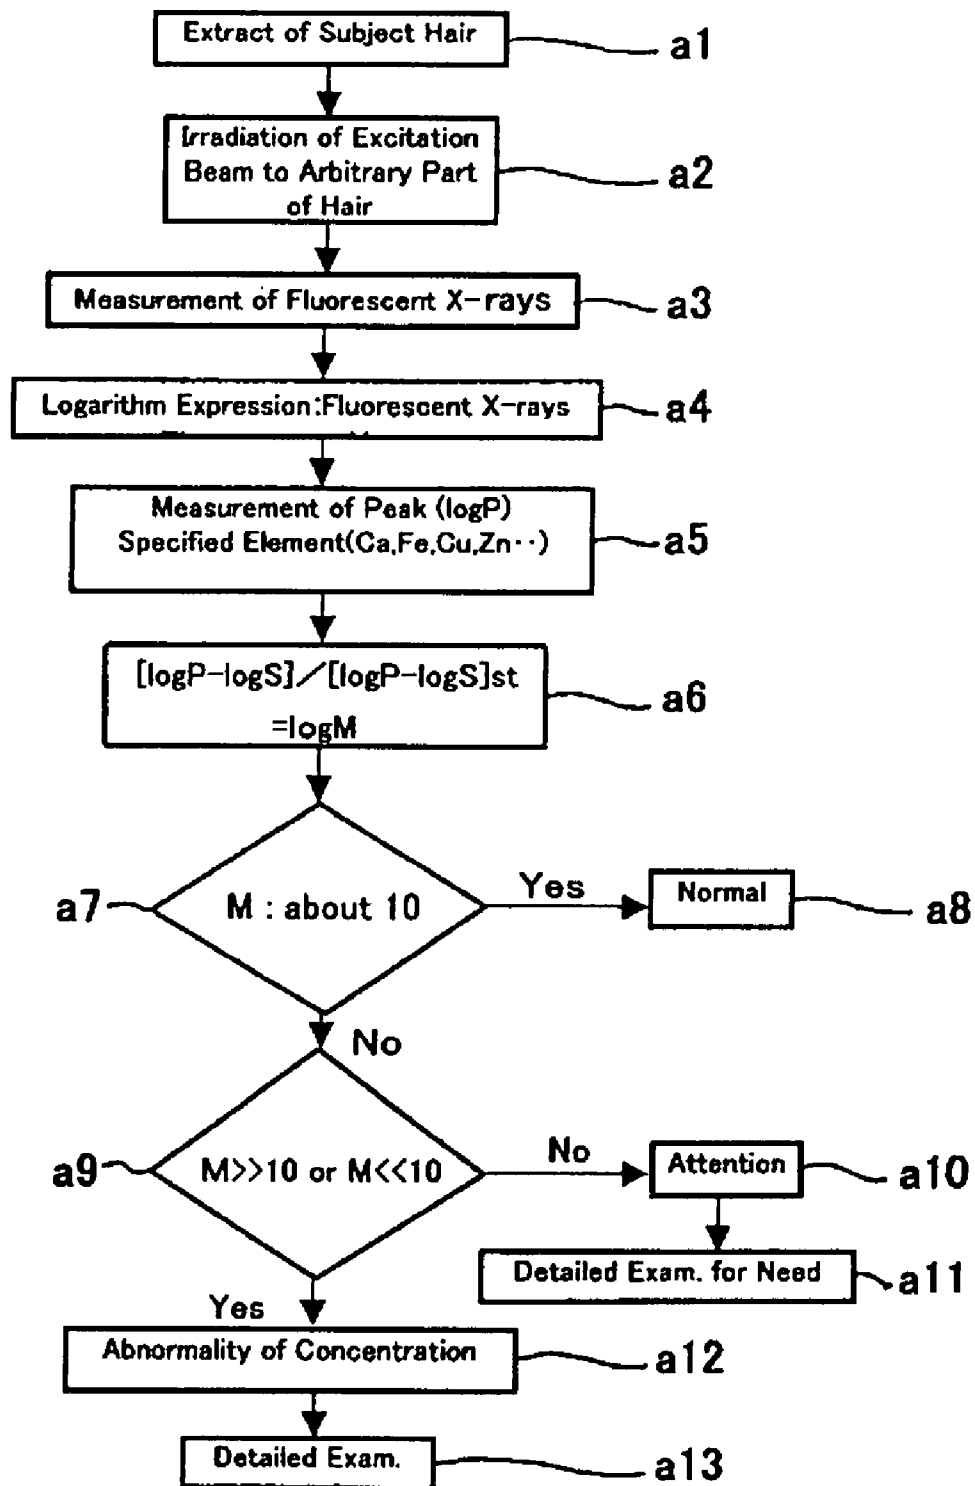 Extract of Subject Hair
a1
Irradiation of Excitation
Beam to Arbitrary Part
of Hair
a2
Measurement of Fluorescent X-rays
a3
Logarithm Expression:Fluorescent X-rays
a4
Measurement of Peak (logP)
Specified Element(Ca,Fe,Cu,Zn··)
a5
[logP-logS]/[logP-logS]st
=logM
a6
a7
M : about 10
Yes
Normal
a8
No
a9
M>>10 or M<<10
No
Attention
a10
Detailed Exam. for Need
a11
Yes
Abnormality of Concentration
a12
Detailed Exam.
a13